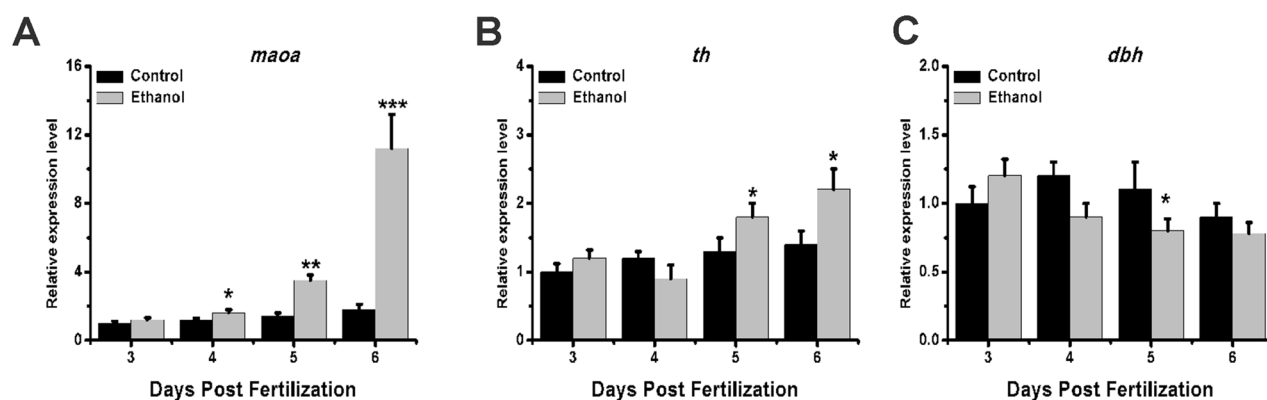 A
maoa
Relative expression level
16
12
8
4
0
Control
Ethanol
*
**
***
3 4 5 6
Days Post Fertilization
B
th
Relative expression level
4
3
2
1
0
Control
Ethanol
*
*
3 4 5 6
Days Post Fertilization
C
dbh
Relative expression level
2.0
1.5
1.0
0.5
0.0
Control
Ethanol
*
3 4 5 6
Days Post Fertilization